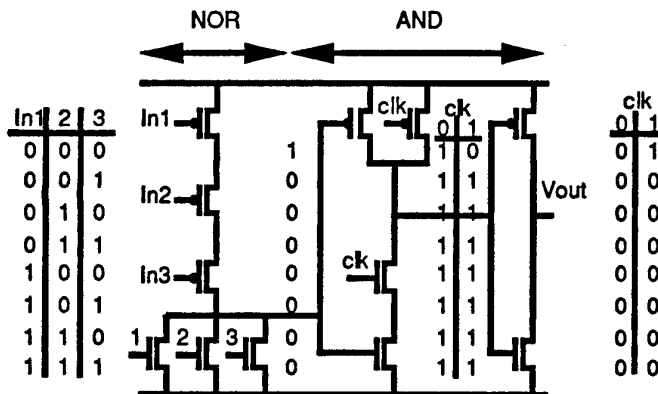 NOR AND
In1 2 3
In1
clk
clk
0 1
clk
0 1
0 0 0 1 1 0 0 1
0 0 1 0 1 1 0 0
In2
Vout
0 1 0 0 1 1 0 0
0 1 1 0 1 1 0 0
In3
clk
1 0 0 0 1 1 0 0
1 0 1 0 1 1 0 0
1 2 3
1 1 0 0 1 1 0 0
1 1 1 0 1 1 0 0